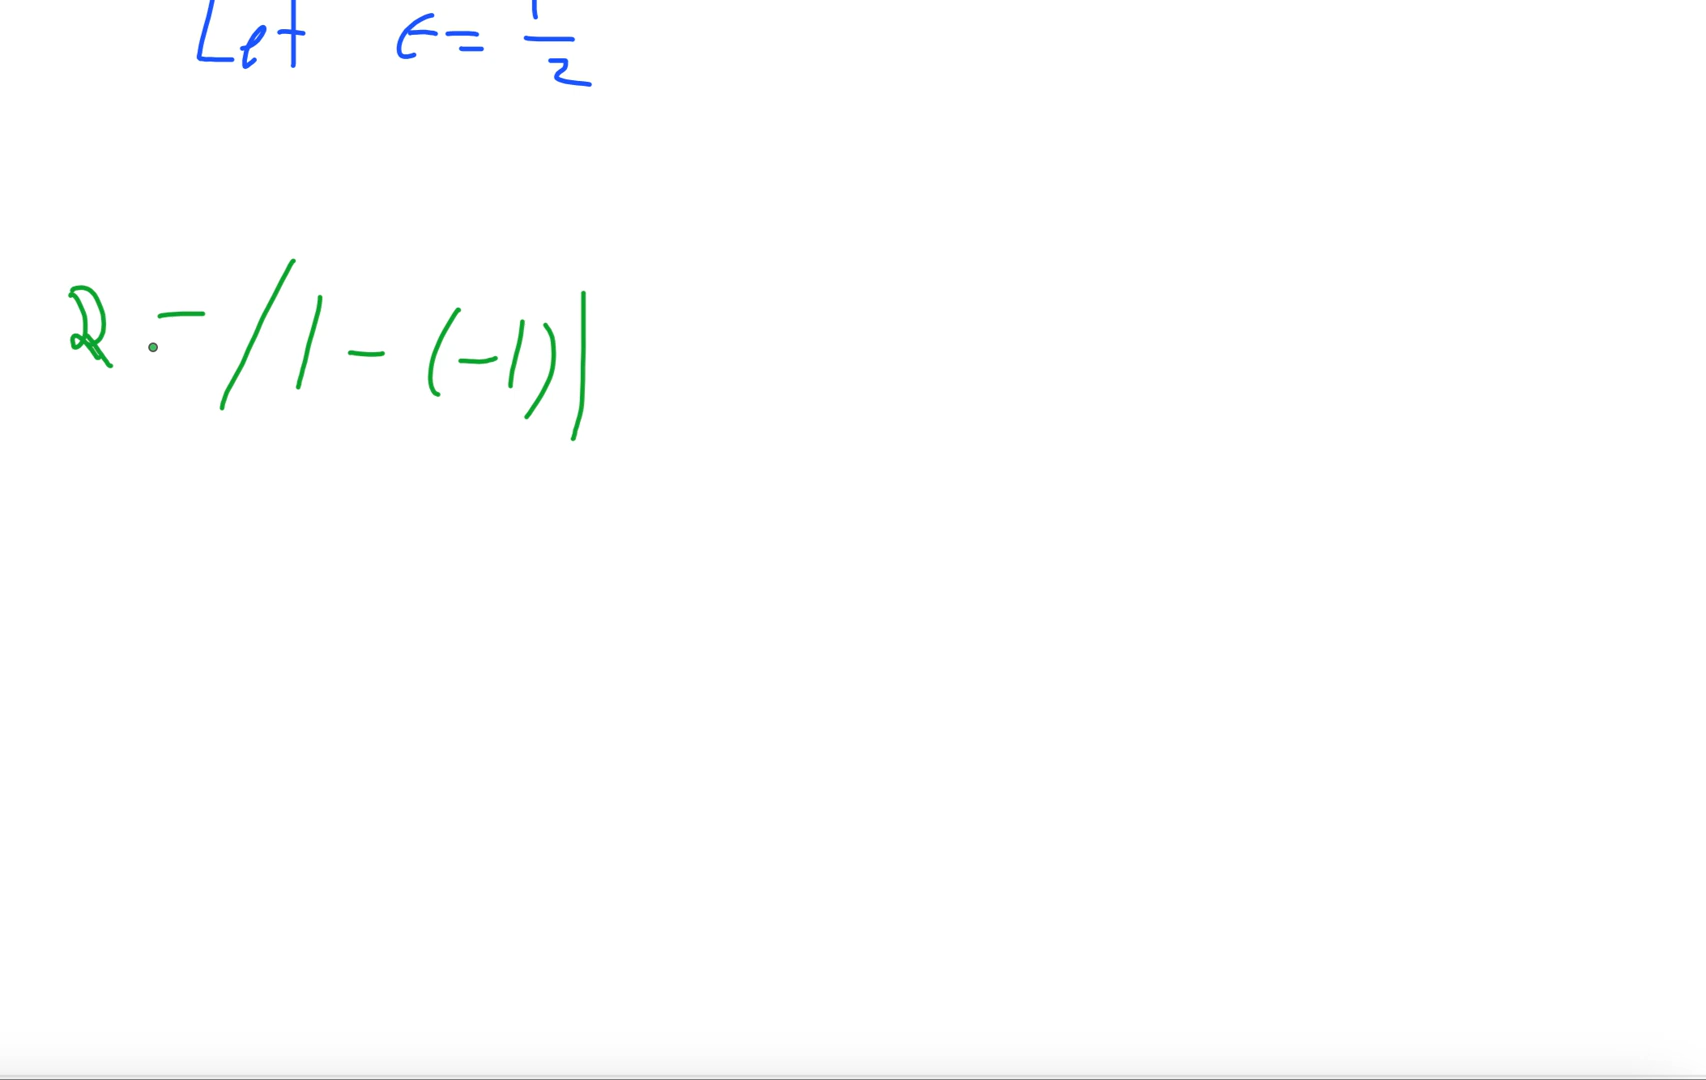 Let ε = 1/2
2 = |1 - (-1)|